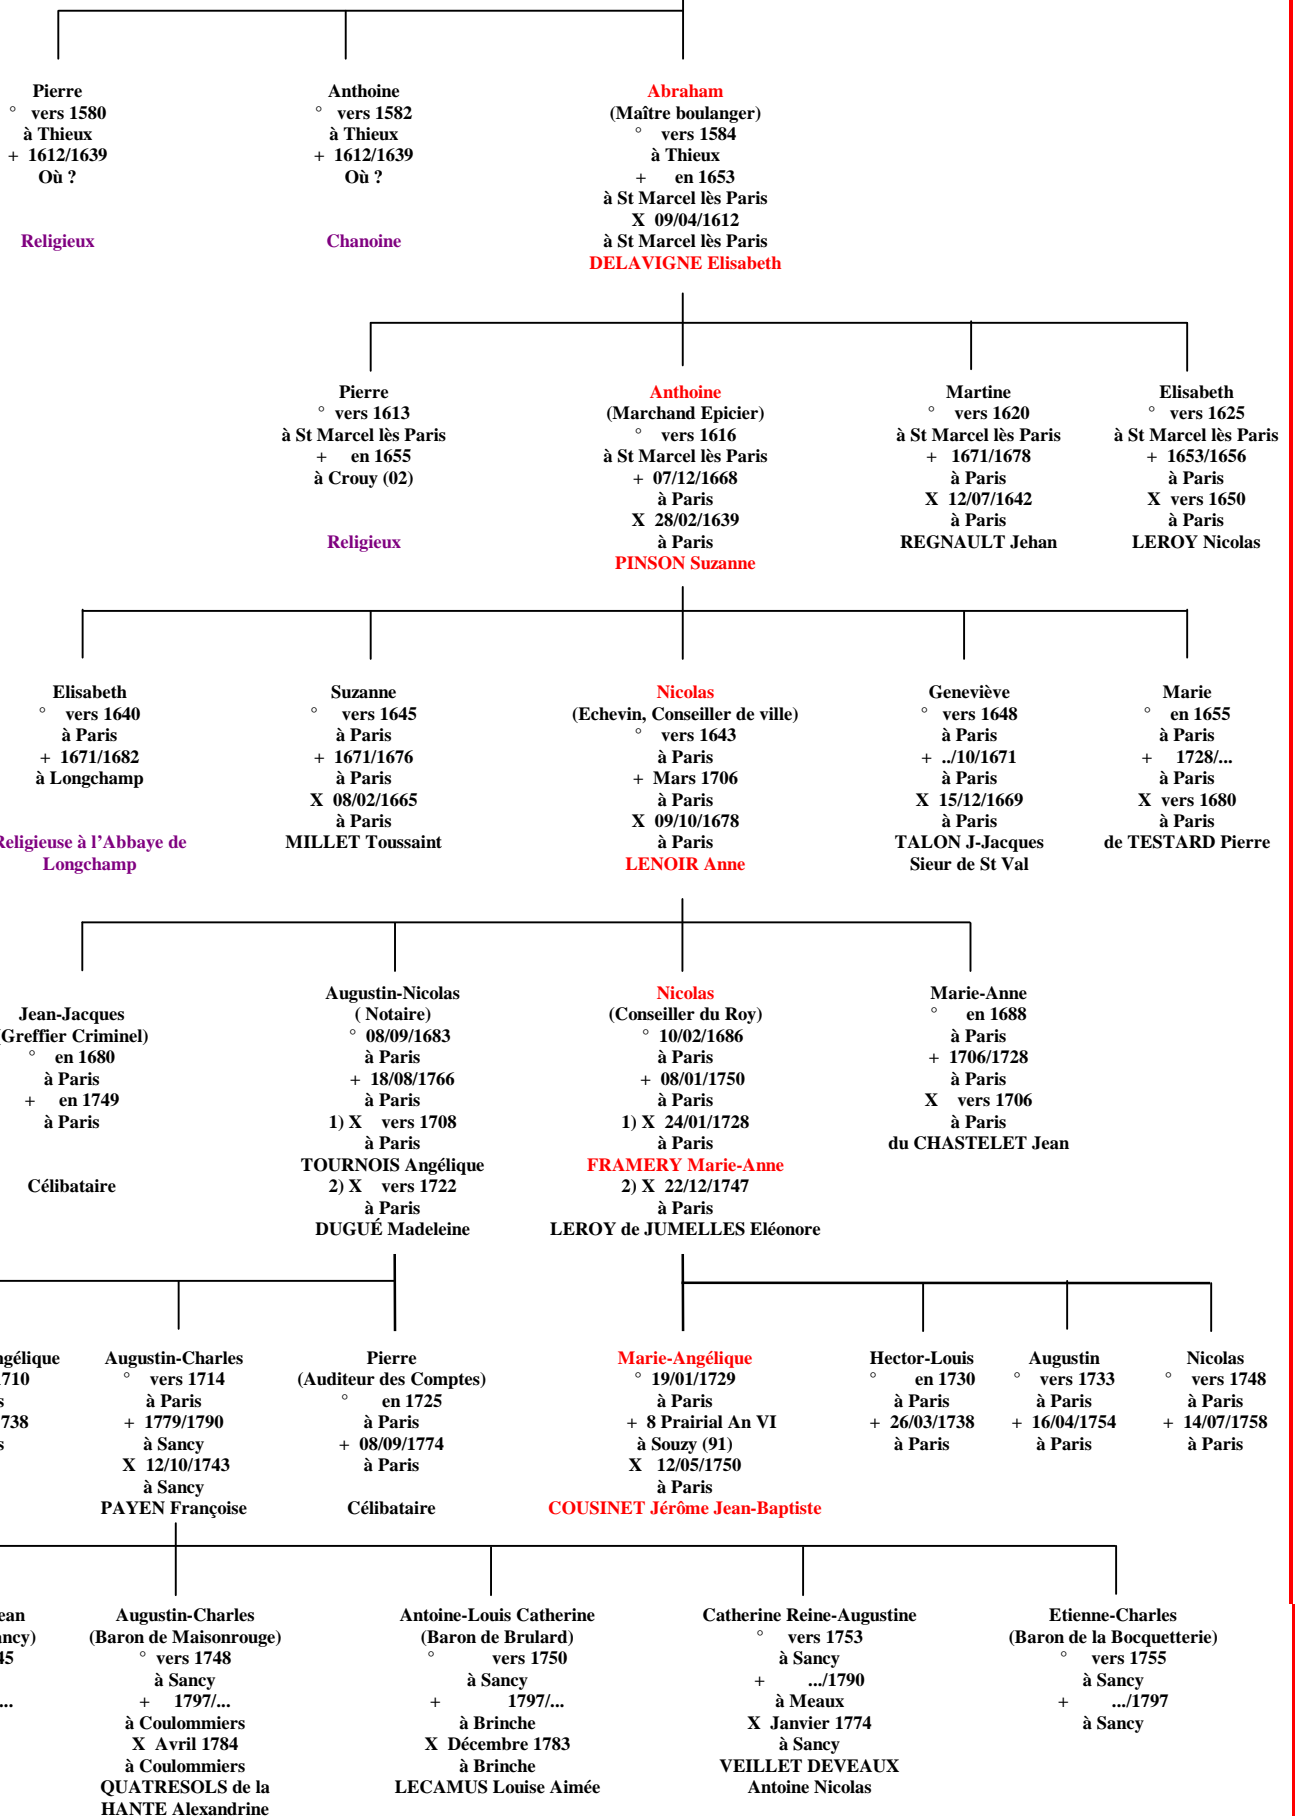 Pierre
° vers 1580
à Thieux
+ 1612/1639
Où ?
Religieux
Anthoine
° vers 1582
à Thieux
+ 1612/1639
Où ?
Chanoine
Abraham
(Maître boulanger)
° vers 1584
à Thieux
+ en 1653
à St Marcel lès Paris
X 09/04/1612
à St Marcel lès Paris
DELAVIGNE Elisabeth
Pierre
° vers 1613
à St Marcel lès Paris
+ en 1655
à Crouy (02)
Religieux
Anthoine
(Marchand Epicier)
° vers 1616
à St Marcel lès Paris
+ 07/12/1668
à Paris
X 28/02/1639
à Paris
PINSON Suzanne
Martine
° vers 1620
à St Marcel lès Paris
+ 1671/1678
à Paris
X 12/07/1642
à Paris
REGNAULT Jehan
Elisabeth
° vers 1625
à St Marcel lès Paris
+ 1653/1656
à Paris
X vers 1650
à Paris
LEROY Nicolas
Elisabeth
° vers 1640
à Paris
+ 1671/1682
à Longchamp
Religieuse à l'Abbaye de
Longchamp
Suzanne
° vers 1645
à Paris
+ 1671/1676
à Paris
X 08/02/1665
à Paris
MILLET Toussaint
Nicolas
(Echevin, Conseiller de ville)
° vers 1643
à Paris
+ Mars 1706
à Paris
X 09/10/1678
à Paris
LENOIR Anne
Geneviève
° vers 1648
à Paris
+ ../10/1671
à Paris
X 15/12/1669
à Paris
TALON J-Jacques
Sieur de St Val
Marie
° en 1655
à Paris
+ 1728/...
à Paris
X vers 1680
à Paris
de TESTARD Pierre
Jean-Jacques
(Greffier Criminel)
° en 1680
à Paris
+ en 1749
à Paris
Célibataire
Augustin-Nicolas
( Notaire)
° 08/09/1683
à Paris
+ 18/08/1766
à Paris
1) X vers 1708
à Paris
TOURNOIS Angélique
2) X vers 1722
à Paris
DUGUÉ Madeleine
Nicolas
(Conseiller du Roy)
° 10/02/1686
à Paris
+ 08/01/1750
à Paris
1) X 24/01/1728
à Paris
FRAMERY Marie-Anne
2) X 22/12/1747
à Paris
LEROY de JUMELLES Eléonore
Marie-Anne
° en 1688
à Paris
+ 1706/1728
à Paris
X vers 1706
à Paris
du CHASTELET Jean
ngélique
1710
s
738
s
Augustin-Charles
° vers 1714
à Paris
+ 1779/1790
à Sancy
X 12/10/1743
à Sancy
PAYEN Françoise
Pierre
(Auditeur des Comptes)
° en 1725
à Paris
+ 08/09/1774
à Paris
Célibataire
Marie-Angélique
° 19/01/1729
à Paris
+ 8 Prairial An VI
à Souzy (91)
X 12/05/1750
à Paris
COUSINET Jérôme Jean-Baptiste
Hector-Louis
° en 1730
à Paris
+ 26/03/1738
à Paris
Augustin
° vers 1733
à Paris
+ 16/04/1754
à Paris
Nicolas
° vers 1748
à Paris
+ 14/07/1758
à Paris
ean
ncy)
45
...
Augustin-Charles
(Baron de Maisonrouge)
° vers 1748
à Sancy
+ 1797/...
à Coulommiers
X Avril 1784
à Coulommiers
QUATRESOLS de la
HANTE Alexandrine
Antoine-Louis Catherine
(Baron de Brulard)
° vers 1750
à Sancy
+ 1797/...
à Brinche
X Décembre 1783
à Brinche
LECAMUS Louise Aimée
Catherine Reine-Augustine
° vers 1753
à Sancy
+ .../1790
à Meaux
X Janvier 1774
à Sancy
VEILLET DEVEAUX
Antoine Nicolas
Etienne-Charles
(Baron de la Bocquetterie)
° vers 1755
à Sancy
+ .../1797
à Sancy